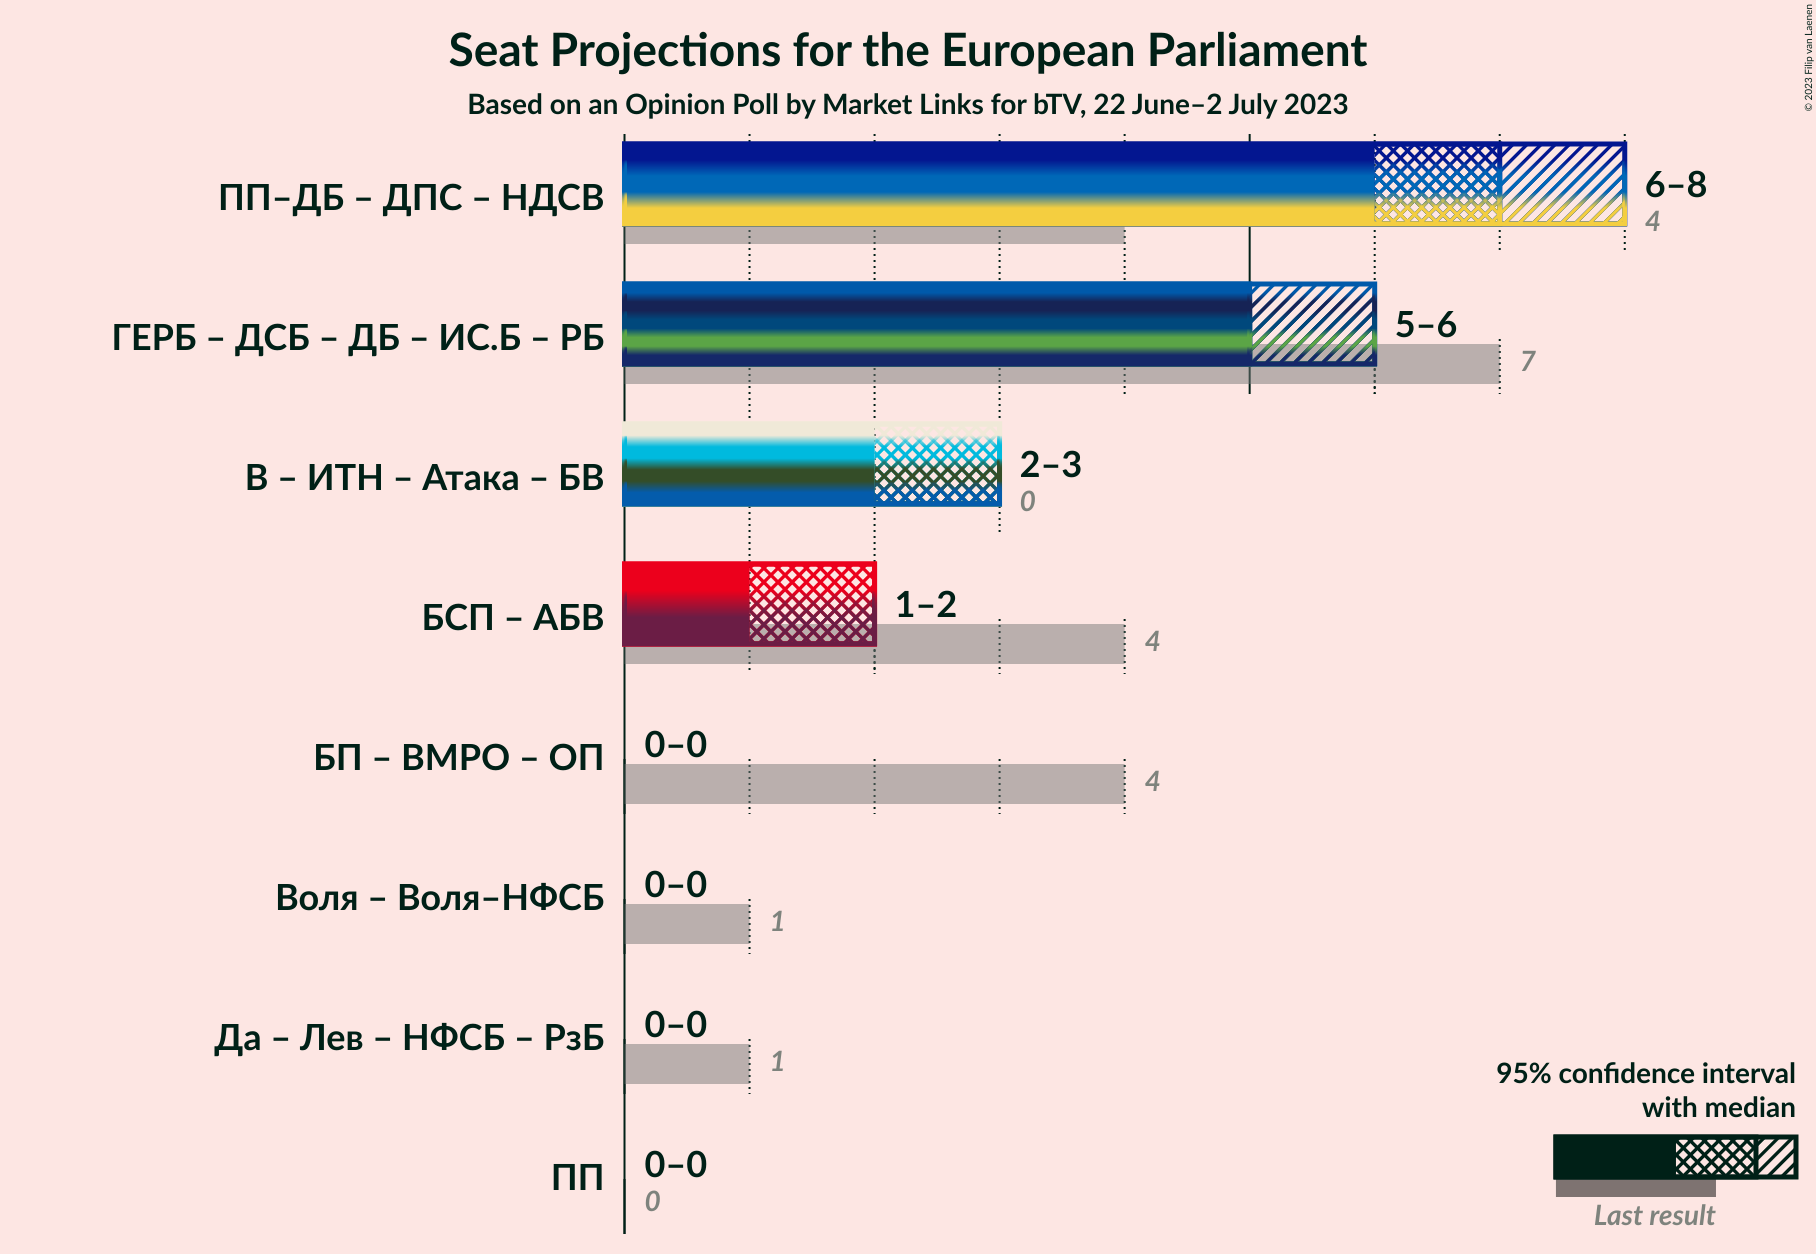 Seat Projections for the European Parliament
Based on an Opinion Poll by Market Links for bTV, 22 June–2 July 2023
© 2023 Filip van Laenen
ПП–ДБ – ДПС – НДСВ
6–8
4
ГЕРБ – ДСБ – ДБ – ИС.Б – РБ
5–6
7
В – ИТН – Атака – БВ
2–3
0
БСП – АБВ
1–2
4
БП – ВМРО – ОП
0–0
4
Воля – Воля–НФСБ
0–0
1
Да – Лев – НФСБ – РзБ
0–0
1
ПП
0–0
0
95% confidence interval
with median
Last result